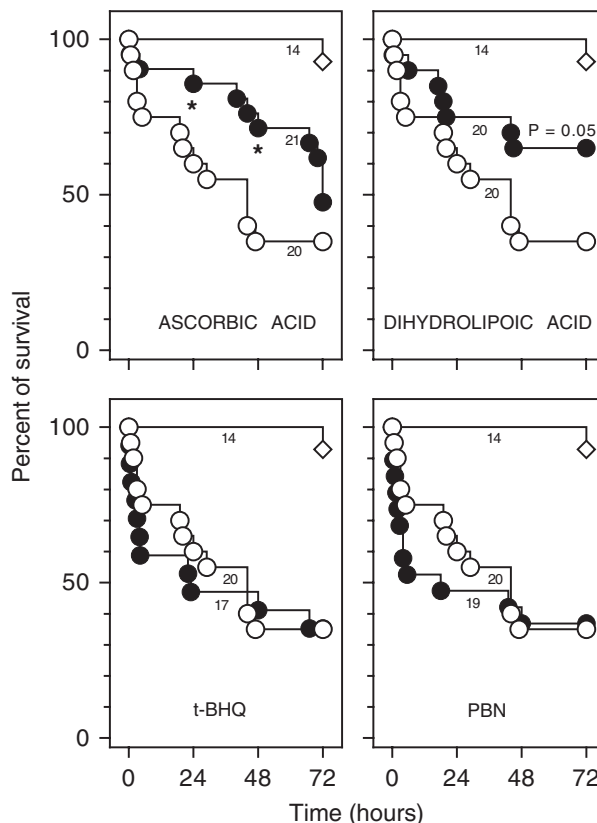 100
50
0
14
*
*
21
20
ASCORBIC ACID
14
20
P = 0.05
20
DIHYDROLIPOIC ACID
Percent of survival
100
50
0
14
20
17
t-BHQ
0 24 48 72
14
20
19
PBN
0 24 48 72
Time (hours)